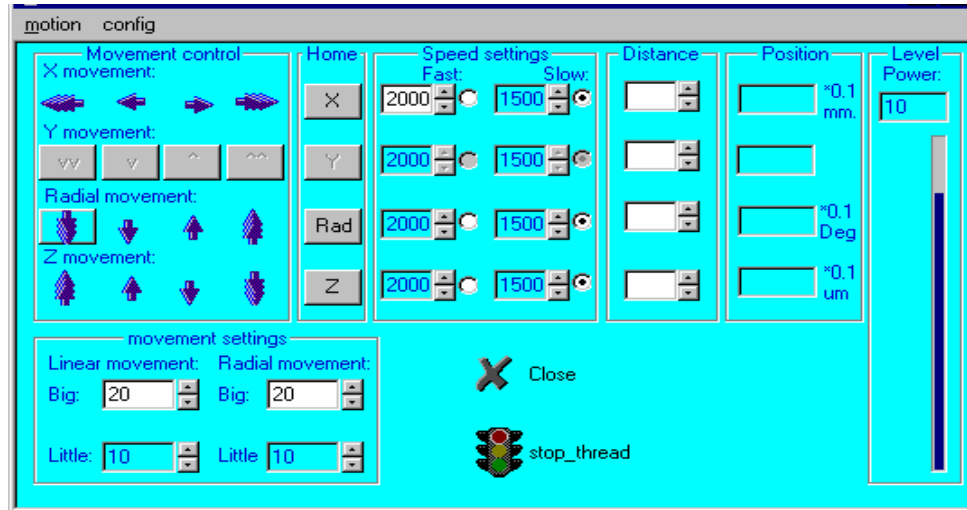 motion config
Movement control Home Speed settings Distance Position Level
X movement: Fast: Slow: Power:
X 2000 1500 *0.1 mm. 10
Y movement:
vv v ^ ^^ Y 2000 1500
Radial movement:
Rad 2000 1500 *0.1 Deg
Z movement:
Z 2000 1500 *0.1 um
movement settings
Linear movement: Radial movement:
Big: 20 Big: 20
Close
Little: 10 Little 10
stop_thread